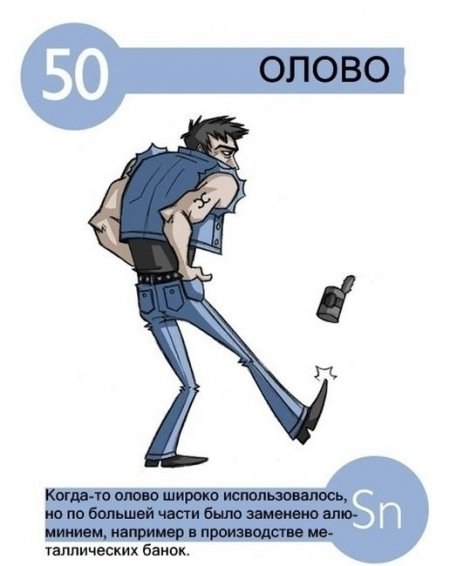 50
ОЛОВО
Когда-то олово широко использовалось,
но по большей части было заменено алю-
минием, например в производстве ме-
таллических банок.
Sn